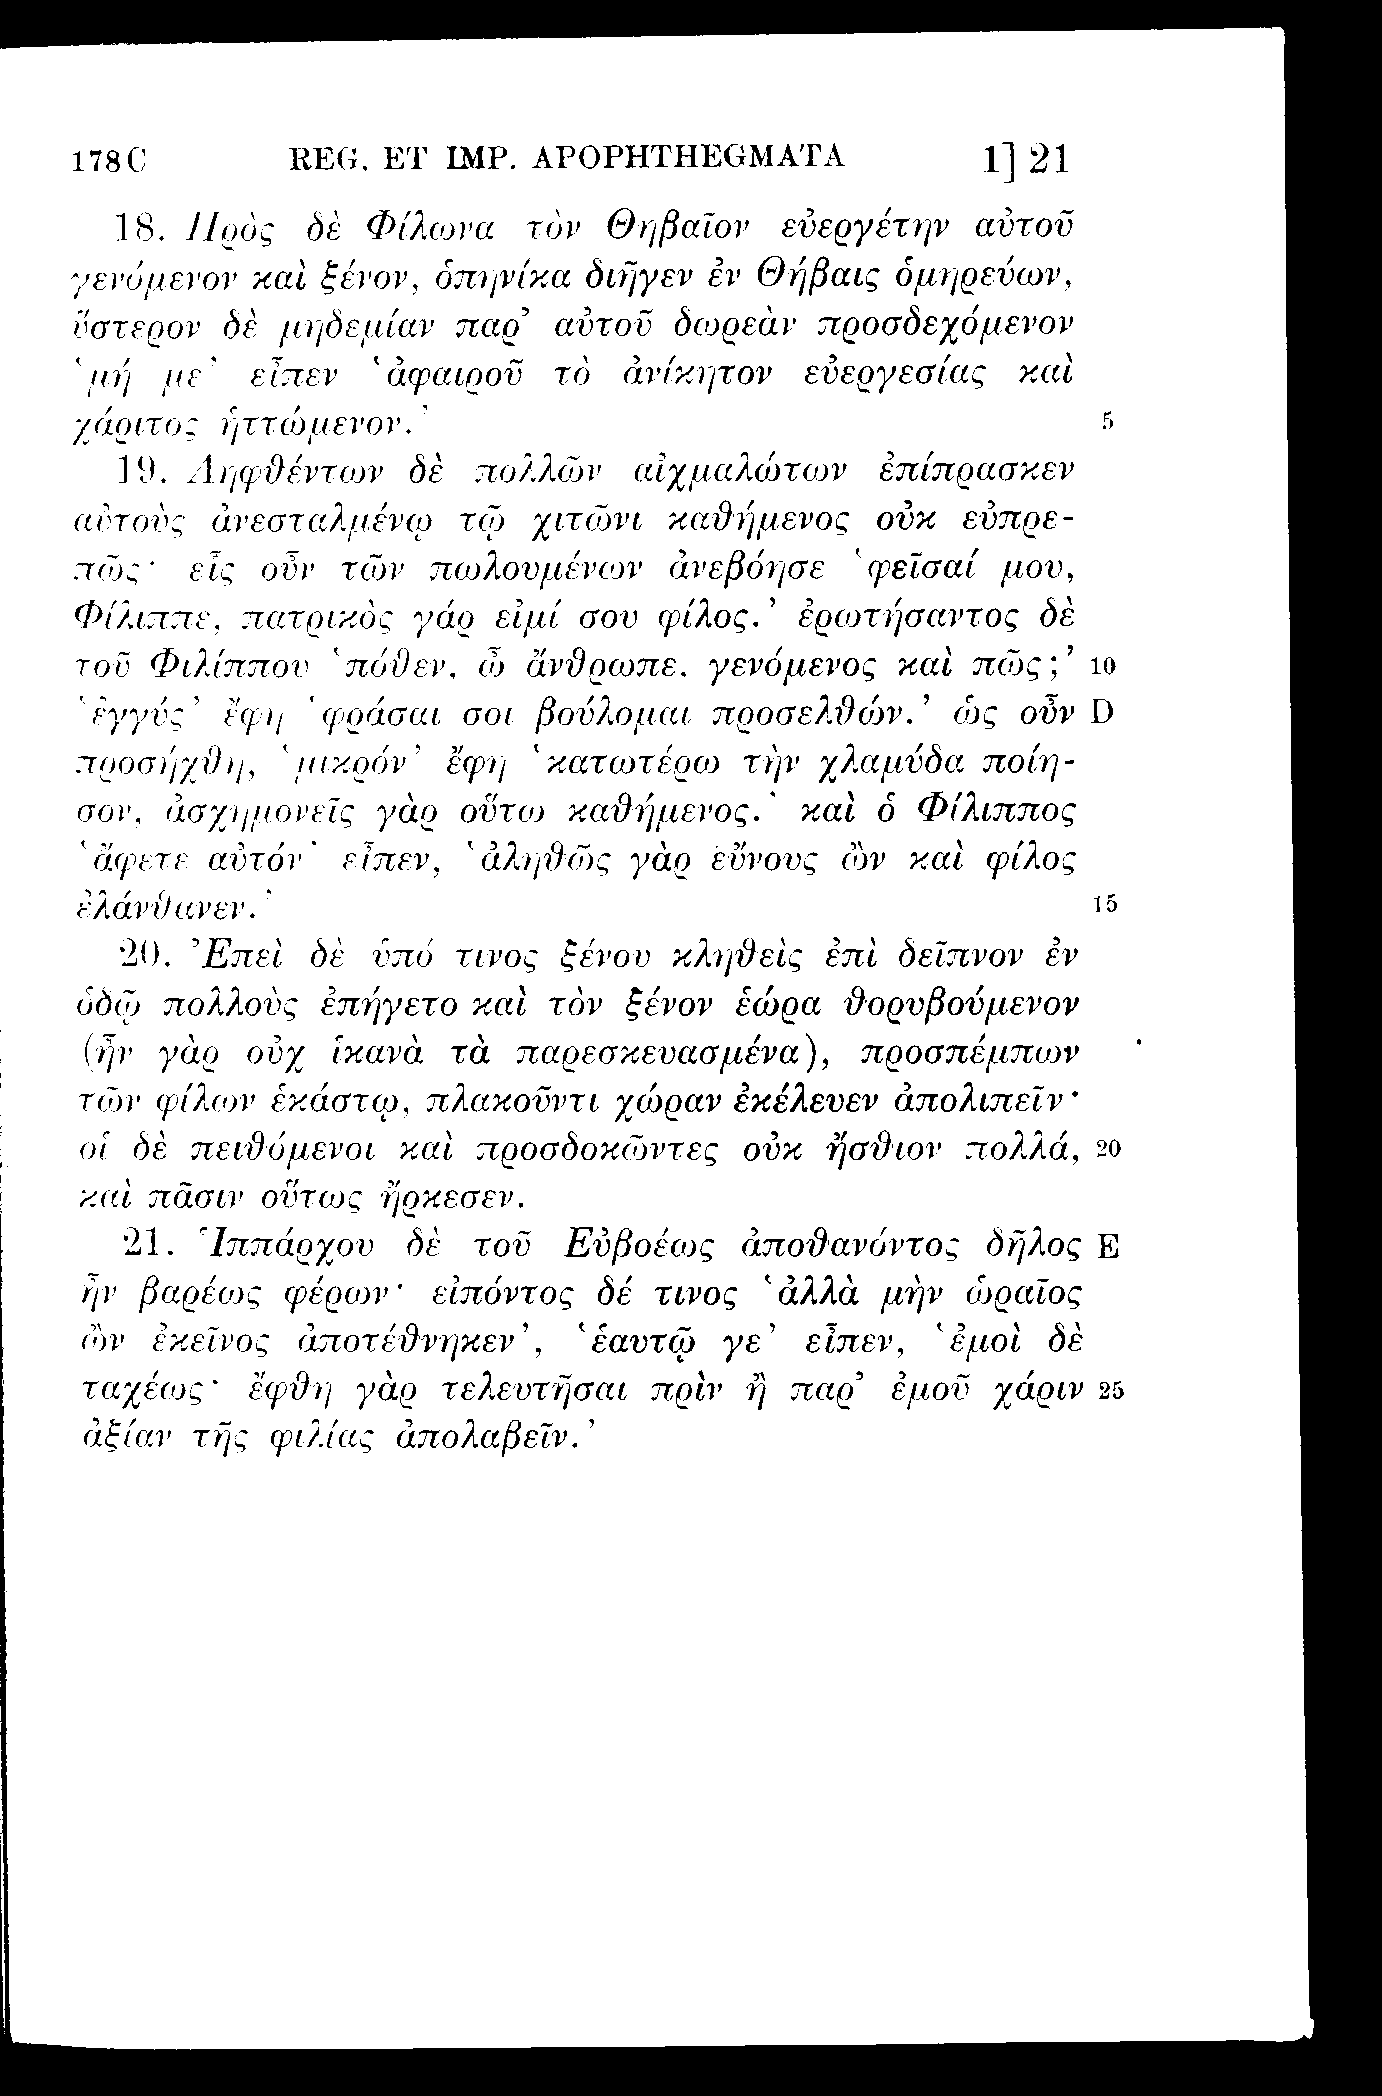 178C REG. ET IMP. APOPHTHEGMATA 1] 21
18. Πρὸς δὲ Φίλωνα τὸν Θηβαῖον εὐεργέτην αὐτοῦ
γενόμενον καὶ ξένον, ὁπηνίκα διῆγεν ἐν Θήβαις ὁμηρεύων,
ὕστερον δὲ μηδεμίαν παρ’ αὐτοῦ δωρεὰν προσδεχόμενον
‘μή με’ εἶπεν ‘ἀφαιροῦ τὸ ἀνίκητον εὐεργεσίας καὶ
χάριτος ἡττώμενον.’ 5
19. Ληφθέντων δὲ πολλῶν αἰχμαλώτων ἐπίπρασκεν
αὐτοὺς ἀνεσταλμένῳ τῷ χιτῶνι καθήμενος οὐκ εὐπρε-
πῶς· εἷς οὖν τῶν πωλουμένων ἀνεβόησε ‘φεῖσαί μου,
Φίλιππε, πατρικὸς γάρ εἰμί σου φίλος.’ ἐρωτήσαντος δὲ
τοῦ Φιλίππου ‘πόθεν, ὦ ἄνθρωπε, γενόμενος καὶ πῶς;’ 10
‘ἐγγύς’ ἔφη ‘φράσαι σοι βούλομαι προσελθών.’ ὡς οὖν D
προσήχθη, ‘μικρόν’ ἔφη ‘κατωτέρω τὴν χλαμύδα ποίη-
σον, ἀσχημονεῖς γὰρ οὕτω καθήμενος.’ καὶ ὁ Φίλιππος
‘ἄφετε αὐτόν’ εἶπεν, ‘ἀληθῶς γὰρ εὔνους ὢν καὶ φίλος
ἐλάνθανεν.’ 15
20. Ἐπεὶ δὲ ὑπό τινος ξένου κληθεὶς ἐπὶ δεῖπνον ἐν
ὁδῷ πολλοὺς ἐπήγετο καὶ τὸν ξένον ἑώρα θορυβούμενον
(ἦν γὰρ οὐχ ἱκανὰ τὰ παρεσκευασμένα), προσπέμπων
τῶν φίλων ἑκάστῳ, πλακοῦντι χώραν ἐκέλευεν ἀπολιπεῖν·
οἱ δὲ πειθόμενοι καὶ προσδοκῶντες οὐκ ἤσθιον πολλά, 20
καὶ πᾶσιν οὕτως ἤρκεσεν.
21. Ἱππάρχου δὲ τοῦ Εὐβοέως ἀποθανόντος δῆλος E
ἦν βαρέως φέρων· εἰπόντος δέ τινος ‘ἀλλὰ μὴν ὡραῖος
ὢν ἐκεῖνος ἀποτέθνηκεν’, ‘ἑαυτῷ γε’ εἶπεν, ‘ἐμοὶ δὲ
ταχέως· ἔφθη γὰρ τελευτῆσαι πρὶν ἢ παρ’ ἐμοῦ χάριν 25
ἀξίαν τῆς φιλίας ἀπολαβεῖν.’